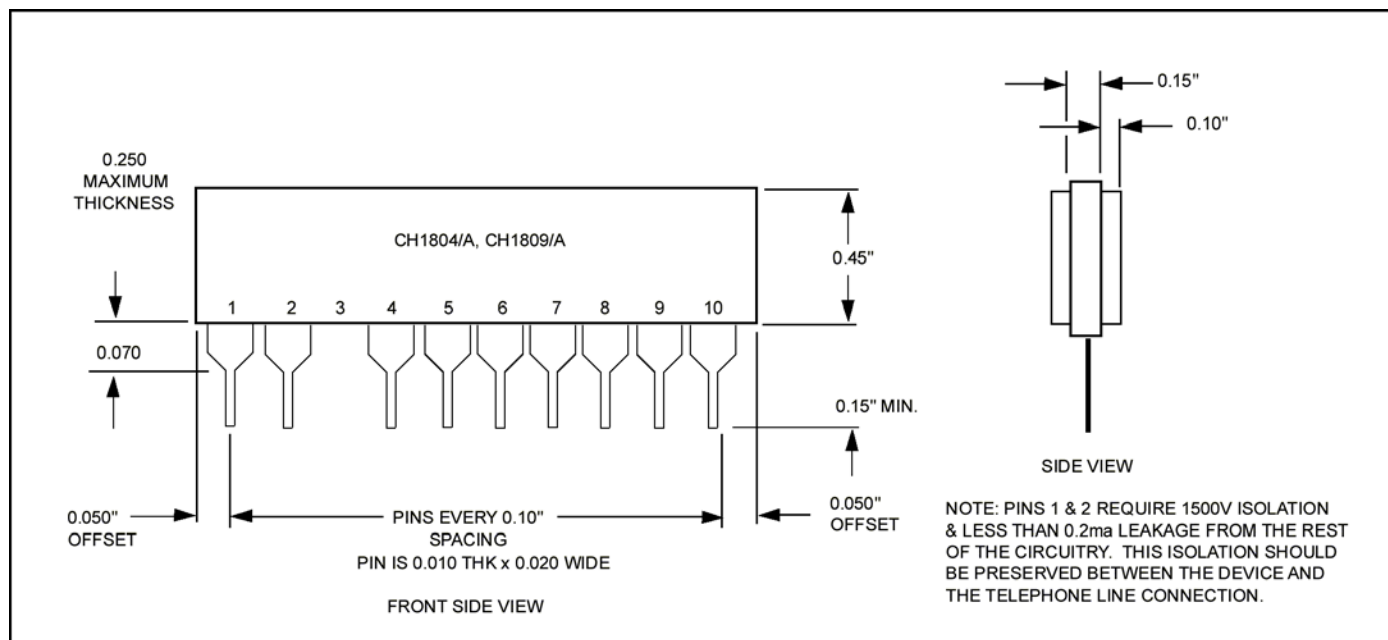 0.250
MAXIMUM
THICKNESS
CH1804/A, CH1809/A
1 2 3 4 5 6 7 8 9 10
0.45"
0.070
0.15" MIN.
0.050"
OFFSET
PINS EVERY 0.10"
SPACING
PIN IS 0.010 THK x 0.020 WIDE
0.050"
OFFSET
FRONT SIDE VIEW
0.15"
0.10"
SIDE VIEW
NOTE: PINS 1 & 2 REQUIRE 1500V ISOLATION
& LESS THAN 0.2ma LEAKAGE FROM THE REST
OF THE CIRCUITRY. THIS ISOLATION SHOULD
BE PRESERVED BETWEEN THE DEVICE AND
THE TELEPHONE LINE CONNECTION.